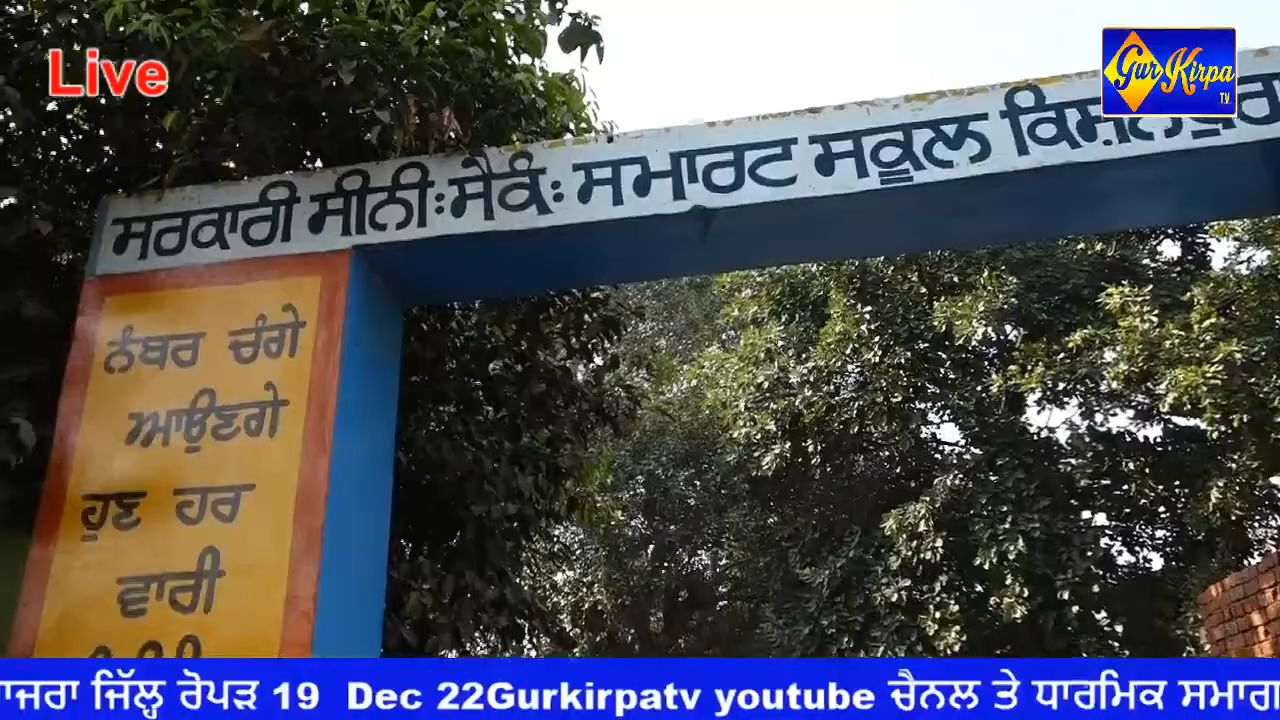 Live
Gur Kirpa
TV
ਸਰਕਾਰੀ ਸੀਨੀਃਸੈਕੰਃ ਸਮਾਰਟ ਸਕੂਲ
ਨੰਬਰ ਚੰਗੇ
ਆਉਣਗੇ
ਹੁਣ ਹਰ
ਵਾਰੀ
ਜਿੱਲ੍ਹ ਰੋਪੜ 19 Dec 22Gurkirpatv youtube ਚੈਨਲ ਤੇ ਧਾਰਮਿਕ